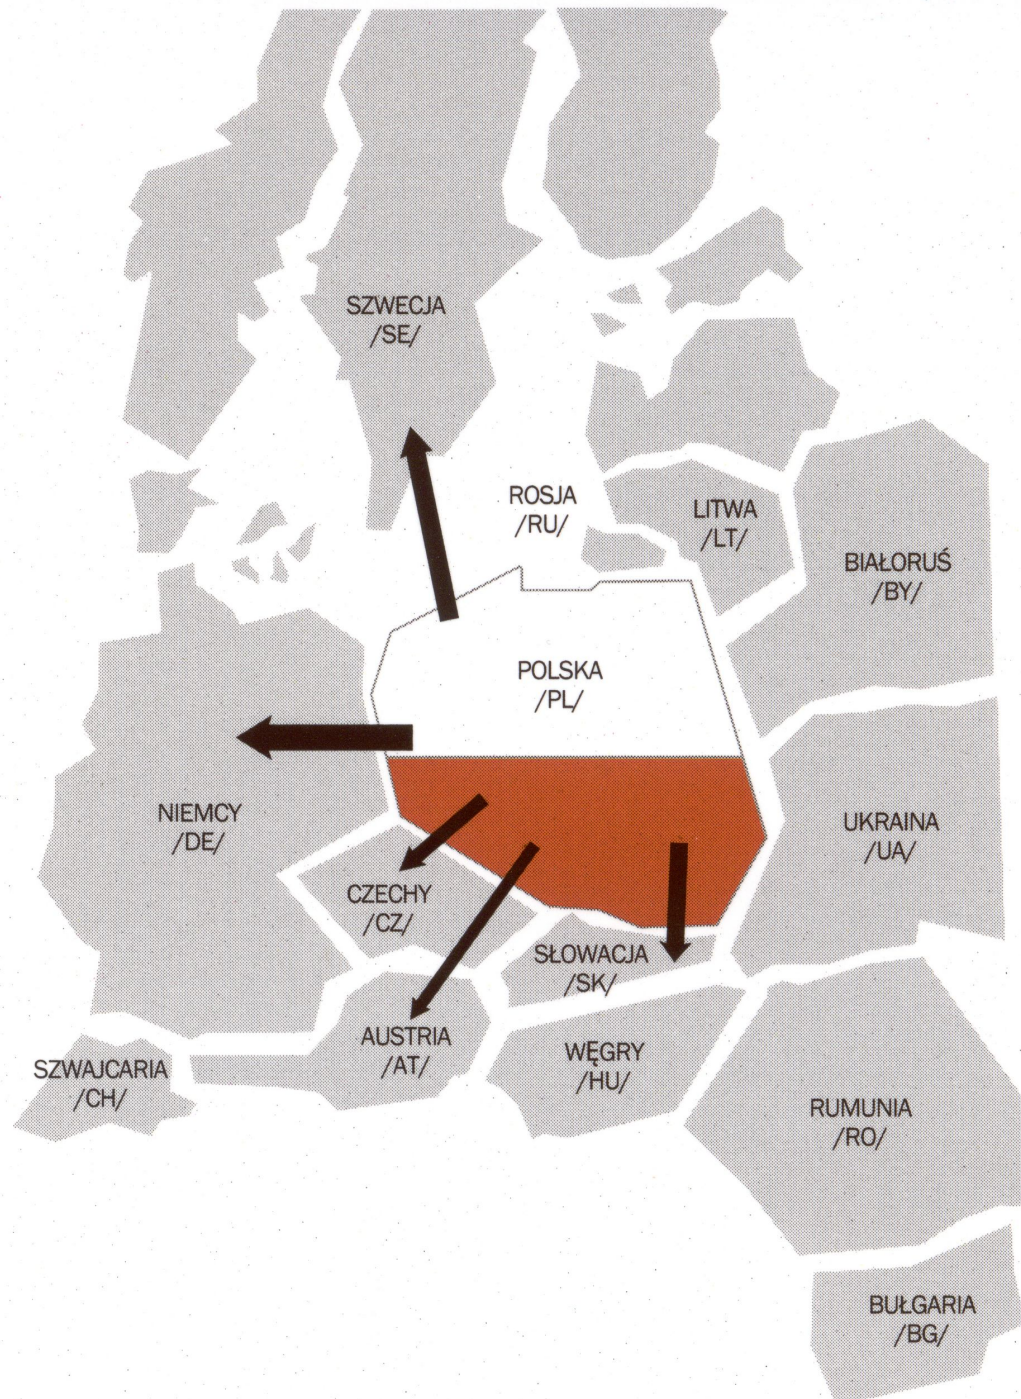 SZWECJA
/SE/
ROSJA
/RU/
LITWA
/LT/
BIAŁORUŚ
/BY/
POLSKA
/PL/
NIEMCY
/DE/
UKRAINA
/UA/
CZECHY
/CZ/
SŁOWACJA
/SK/
AUSTRIA
/AT/
WĘGRY
/HU/
SZWAJCARIA
/CH/
RUMUNIA
/RO/
BUŁGARIA
/BG/